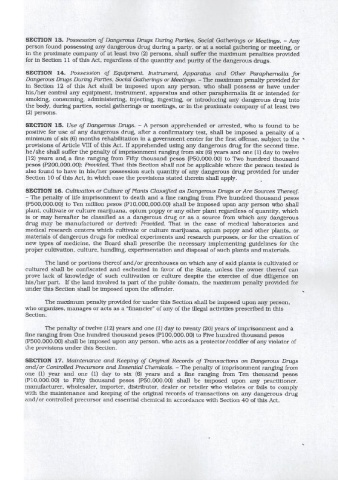 SECTION 13. Possession of Dangerous Drugs During Parties, Social Gatherings or Meetings. – Any
person found possessing any dangerous drug during a party, or at a social gathering or meeting, or
in the proximate company of at least two (2) persons, shall suffer the maximum penalties provided
for in Section 11 of this Act, regardless of the quantity and purity of the dangerous drugs.
SECTION 14. Possession of Equipment, Instrument, Apparatus and Other Paraphernalia for
Dangerous Drugs During Parties, Social Gatherings or Meetings. – The maximum penalty provided for
in Section 12 of this Act shall be imposed upon any person, who shall possess or have under
his/her control any equipment, instrument, apparatus and other paraphernalia fit or intended for
smoking, consuming, administering, injecting, ingesting, or introducing any dangerous drug into
the body, during parties, social gatherings or meetings, or in the proximate company of at least two
(2) persons.
SECTION 15. Use of Dangerous Drugs. – A person apprehended or arrested, who is found to be
positive for use of any dangerous drug, after a confirmatory test, shall be imposed a penalty of a
minimum of six (6) months rehabilitation in a government center for the first offense, subject to the
provisions of Article VIII of this Act. If apprehended using any dangerous drug for the second time,
he/she shall suffer the penalty of imprisonment ranging from six (6) years and one (1) day to twelve
(12) years and a fine ranging from Fifty thousand pesos (P50,000.00) to Two hundred thousand
pesos (P200,000.00): Provided, That this Section shall not be applicable where the person tested is
also found to have in his/her possession such quantity of any dangerous drug provided for under
Section 10 of this Act, in which case the provisions stated therein shall apply.
SECTION 16. Cultivation or Culture of Plants Classified as Dangerous Drugs or Are Sources Thereof.
– The penalty of life imprisonment to death and a fine ranging from Five hundred thousand pesos
(P500,000.00) to Ten million pesos (P10,000,000.00) shall be imposed upon any person who shall
plant, cultivate or culture marijuana, opium poppy or any other plant regardless of quantity, which
is or may hereafter be classified as a dangerous drug or as a source from which any dangerous
drug may be manufactured or derived: Provided, That in the case of medical laboratories and
medical research centers which cultivate or culture marijuana, opium poppy and other plants, or
materials of dangerous drugs for medical experiments and research purposes, or for the creation of
new types of medicine, the Board shall prescribe the necessary implementing guidelines for the
proper cultivation, culture, handling, experimentation and disposal of such plants and materials.
The land or portions thereof and/or greenhouses on which any of said plants is cultivated or
cultured shall be confiscated and escheated in favor of the State, unless the owner thereof can
prove lack of knowledge of such cultivation or culture despite the exercise of due diligence on
his/her part. If the land involved is part of the public domain, the maximum penalty provided for
under this Section shall be imposed upon the offender.
The maximum penalty provided for under this Section shall be imposed upon any person,
who organizes, manages or acts as a "financier" of any of the illegal activities prescribed in this
Section.
The penalty of twelve (12) years and one (1) day to twenty (20) years of imprisonment and a
fine ranging from One hundred thousand pesos (P100,000.00) to Five hundred thousand pesos
(P500,000.00) shall be imposed upon any person, who acts as a protector/coddler of any violator of
the provisions under this Section.
SECTION 17. Maintenance and Keeping of Original Records of Transactions on Dangerous Drugs
and/or Controlled Precursors and Essential Chemicals. – The penalty of imprisonment ranging from
one (1) year and one (1) day to six (6) years and a fine ranging from Ten thousand pesos
(P10,000.00) to Fifty thousand pesos (P50,000.00) shall be imposed upon any practitioner,
manufacturer, wholesaler, importer, distributor, dealer or retailer who violates or fails to comply
with the maintenance and keeping of the original records of transactions on any dangerous drug
and/or controlled precursor and essential chemical in accordance with Section 40 of this Act.